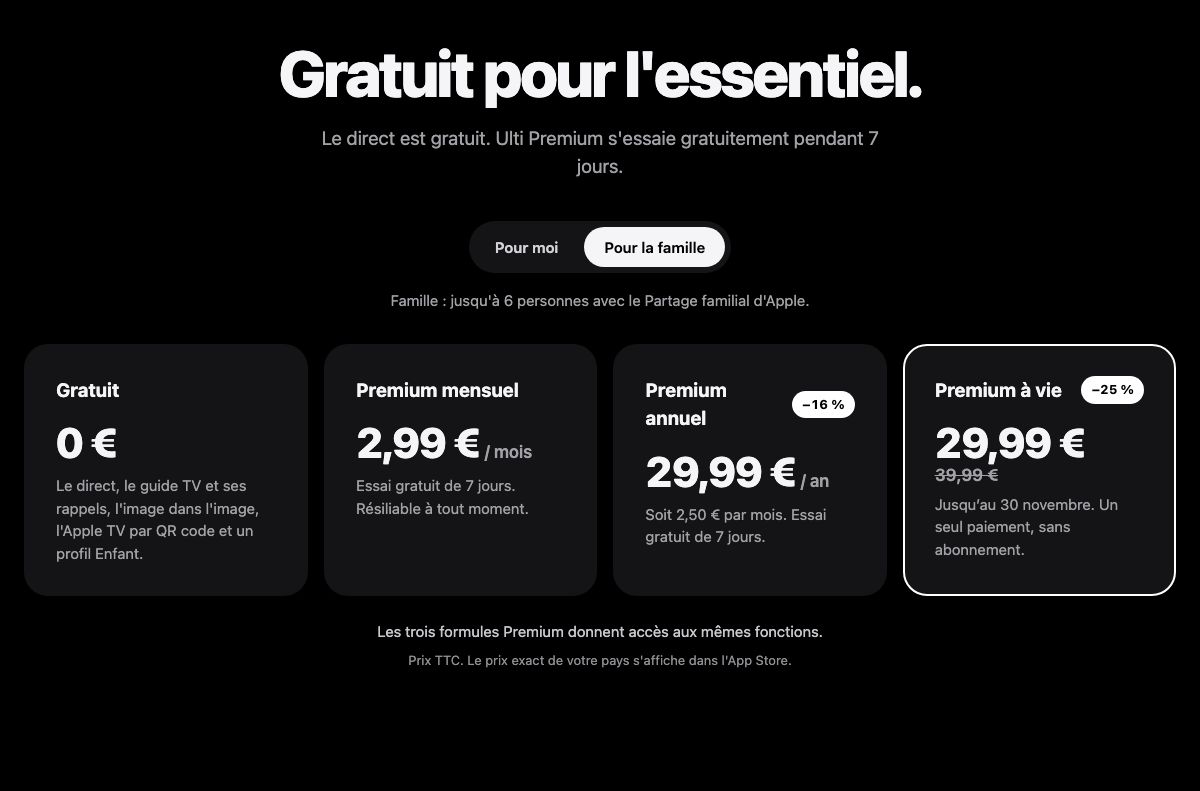 Gratuit pour l'essentiel.
Le direct est gratuit. Ulti Premium s'essaie gratuitement pendant 7
jours.
Pour moi
Pour la famille
Famille : jusqu'à 6 personnes avec le Partage familial d'Apple.
Gratuit
0 €
Le direct, le guide TV et ses
rappels, l'image dans l'image,
l'Apple TV par QR code et un
profil Enfant.
Premium mensuel
2,99 € / mois
Essai gratuit de 7 jours.
Résiliable à tout moment.
Premium
annuel
−16 %
29,99 € / an
Soit 2,50 € par mois. Essai
gratuit de 7 jours.
Premium à vie
−25 %
29,99 €
39,99 €
Jusqu’au 30 novembre. Un
seul paiement, sans
abonnement.
Les trois formules Premium donnent accès aux mêmes fonctions.
Prix TTC. Le prix exact de votre pays s'affiche dans l'App Store.